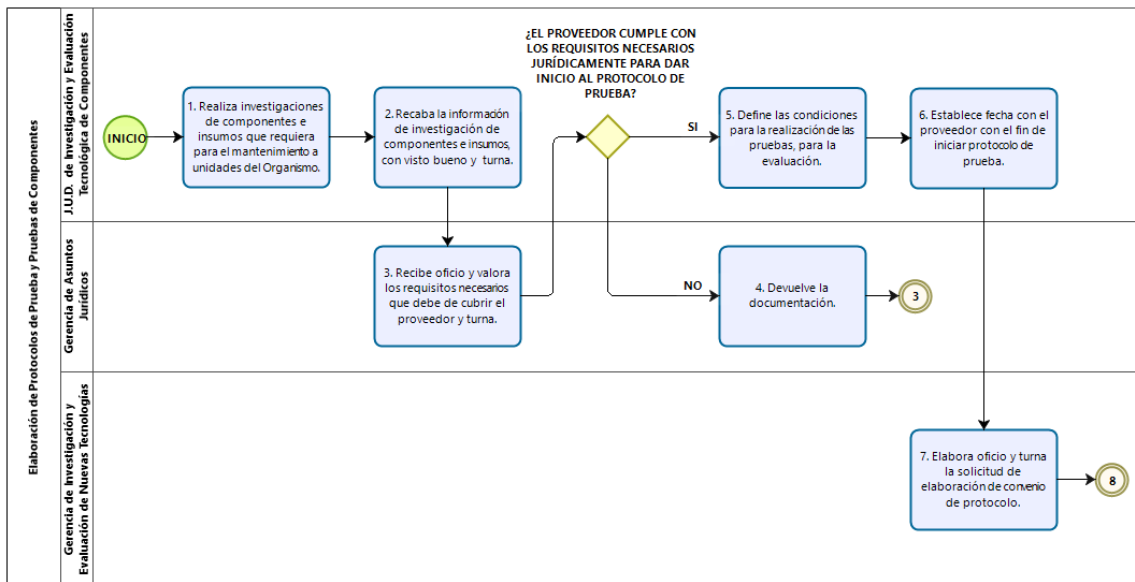 Elaboración de Protocolos de Prueba y Pruebas de Componentes
J.U.D. de Investigación y Evaluación
Tecnológica de Componentes
INICIO
1. Realiza investigaciones
de componentes e
insumos que requiera
para el mantenimiento a
unidades del Organismo.
2. Recaba la información
de investigación de
componentes e insumos,
con visto bueno y turna.
¿EL PROVEEDOR CUMPLE CON
LOS REQUISITOS NECESARIOS
JURÍDICAMENTE PARA DAR
INICIO AL PROTOCOLO DE
PRUEBA?
SI
5. Define las condiciones
para la realización de las
pruebas, para la
evaluación.
6. Establece fecha con el
proveedor con el fin de
iniciar protocolo de
prueba.
Gerencia de Asuntos
Jurídicos
3. Recibe oficio y valora
los requisitos necesarios
que debe de cubrir el
proveedor y turna.
NO
4. Devuelve la
documentación.
3
Gerencia de Investigación y
Evaluación de Nuevas Tecnologías
7. Elabora oficio y turna
la solicitud de
elaboración de convenio
de protocolo.
8